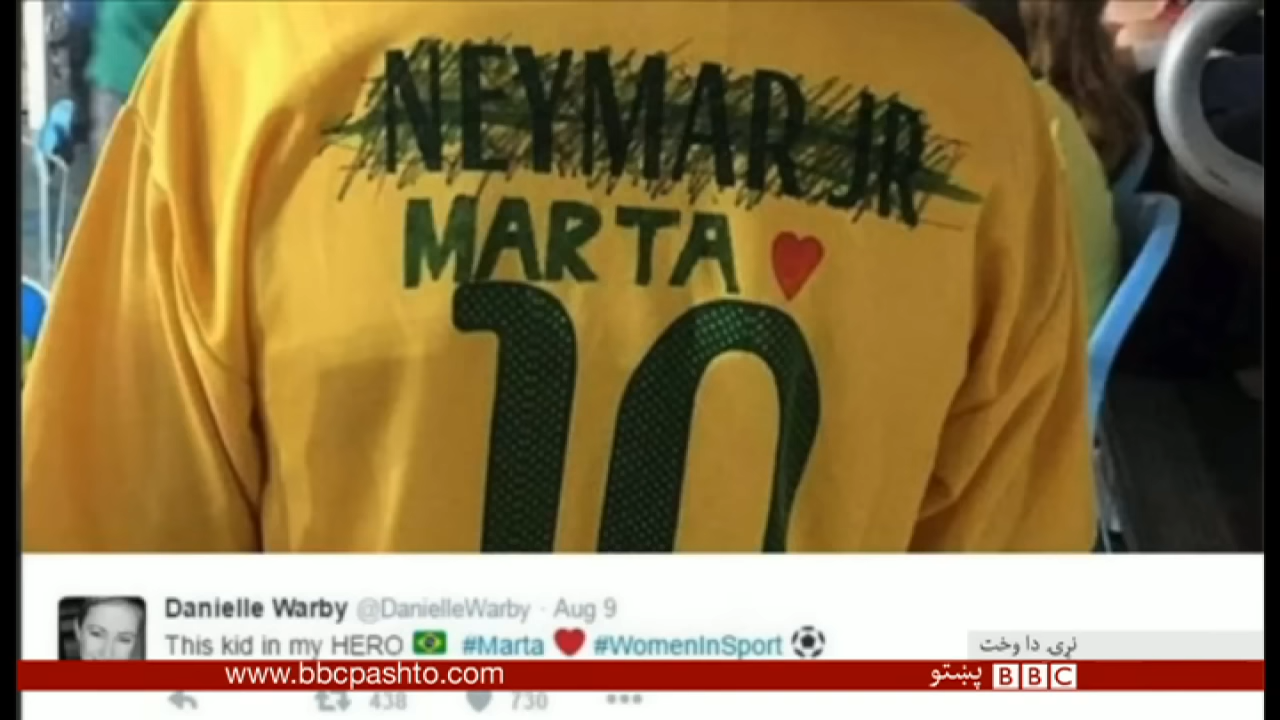 NEYMAR JR
MARTA
10
Danielle Warby @DanielleWarby · Aug 9
This kid in my HERO 🇧🇷 #Marta ❤ #WomenInSport ⚽
نړۍ دا وخت
www.bbcpashto.com
پښتو BBC
438 730